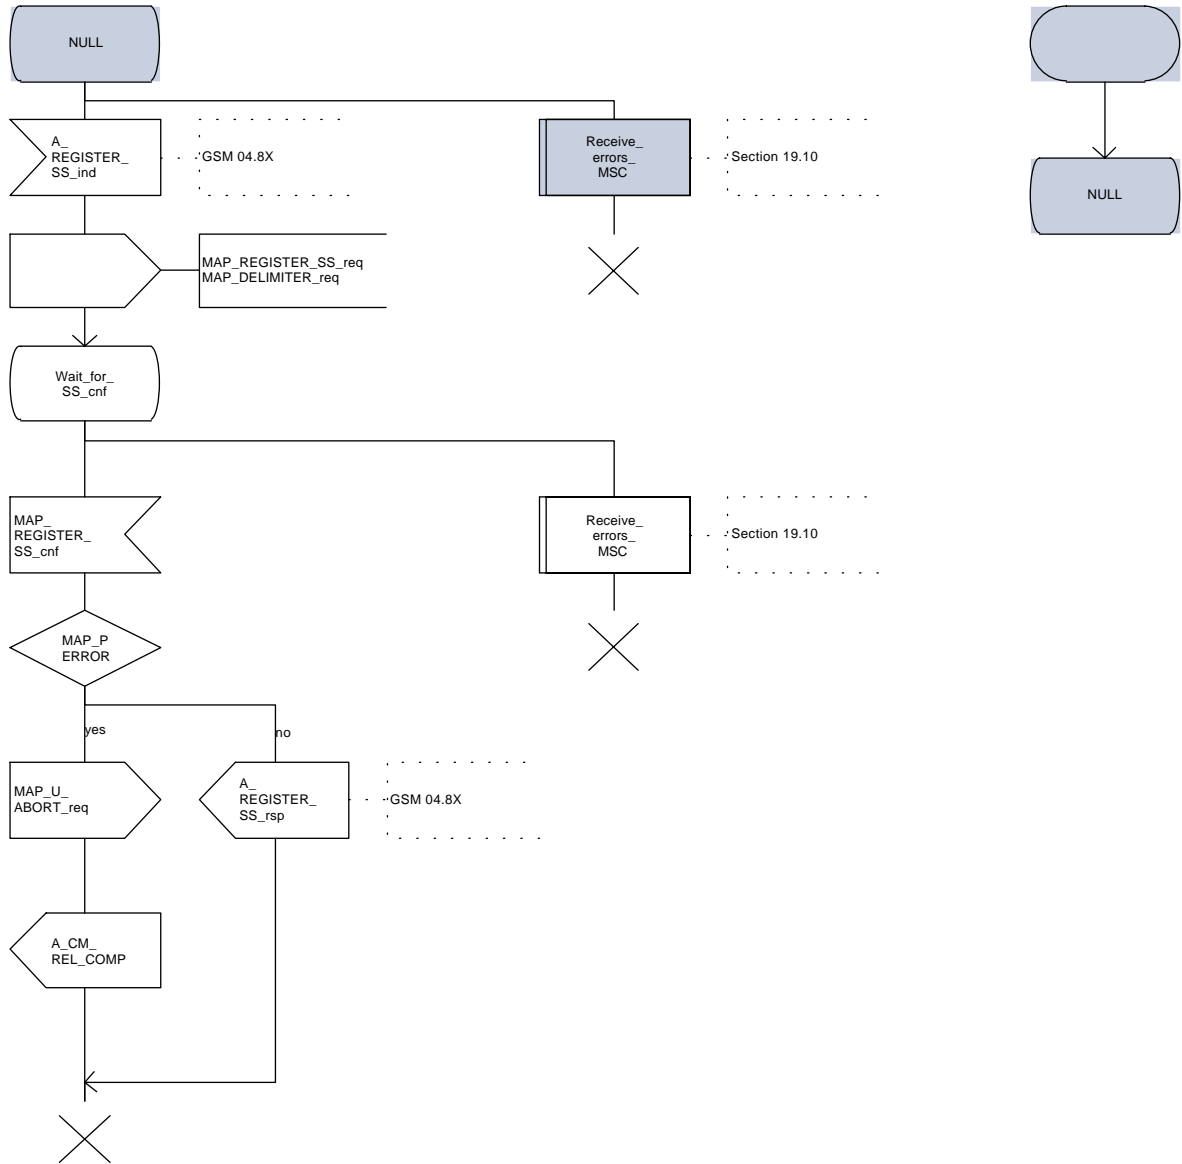 NULL
A_
REGISTER_
SS_ind
GSM 04.8X
Receive_
errors_
MSC
Section 19.10
NULL
MAP_REGISTER_SS_req
MAP_DELIMITER_req
Wait_for_
SS_cnf
MAP_
REGISTER_
SS_cnf
Receive_
errors_
MSC
Section 19.10
MAP_P
ERROR
yes
no
MAP_U_
ABORT_req
A_
REGISTER_
SS_rsp
GSM 04.8X
A_CM_
REL_COMP